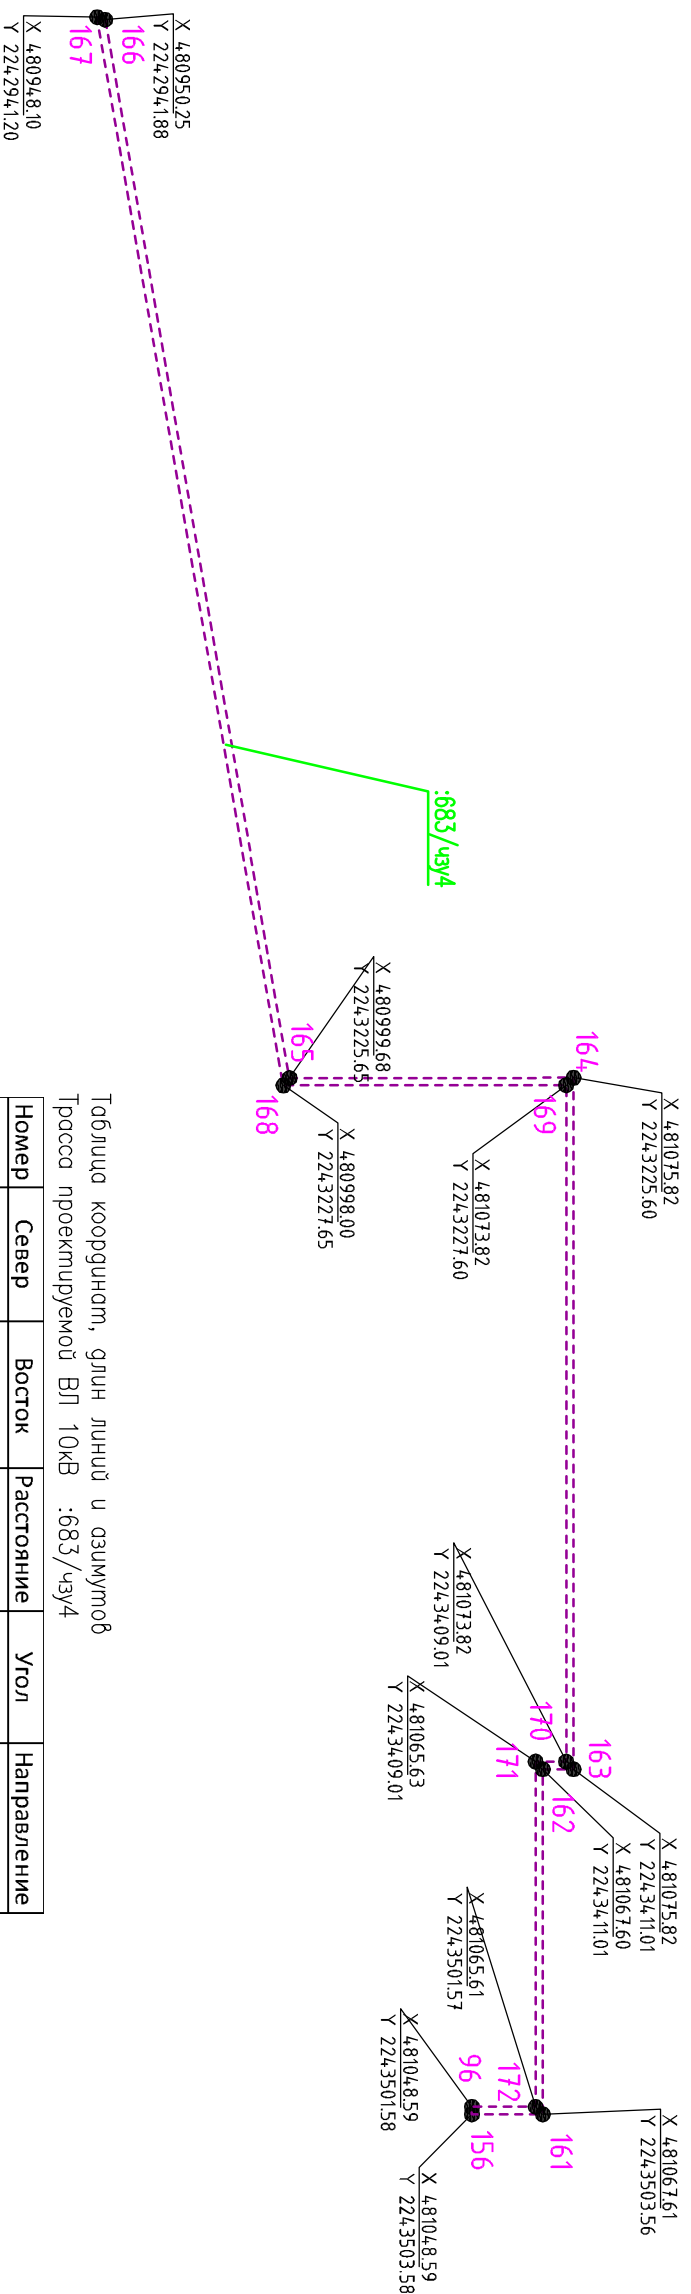 X 480950.25
Y 2242941.88
166
167
X 480948.10
Y 2242941.20
:683/чзу4
X 480999.68
Y 2243225.65
165
168
X 480998.00
Y 2243227.65
164
169
X 481075.82
Y 2243225.60
X 481073.82
Y 2243227.60
X 481073.82
Y 2243409.01
X 481065.63
Y 2243409.01
170
171
163
162
X 481075.82
Y 2243411.01
X 481067.60
Y 2243411.01
X 481065.61
Y 2243501.57
X 481048.59
Y 2243501.58
96
172
156
161
X 481067.61
Y 2243503.56
X 481048.59
Y 2243503.58
Таблица координат, длин линий и азимутов
Трасса проектируемой ВЛ 10кВ :683/чзу4
Номер Север Восток Расстояние Угол Направление